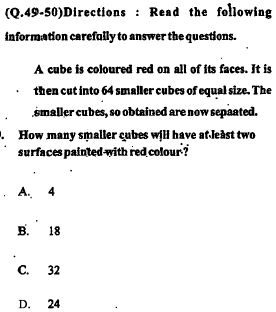 (Q.49-50)Directions : Read the following
information carefully to answer the questions.
A cube is coloured red on all of its faces. It is
then cut into 64 smaller cubes of equal size. The
smaller cubes, so obtained are now sepaated.
How many smaller cubes will have at least two
surfaces painted with red colour?
A. 4
B. 18
C. 32
D. 24